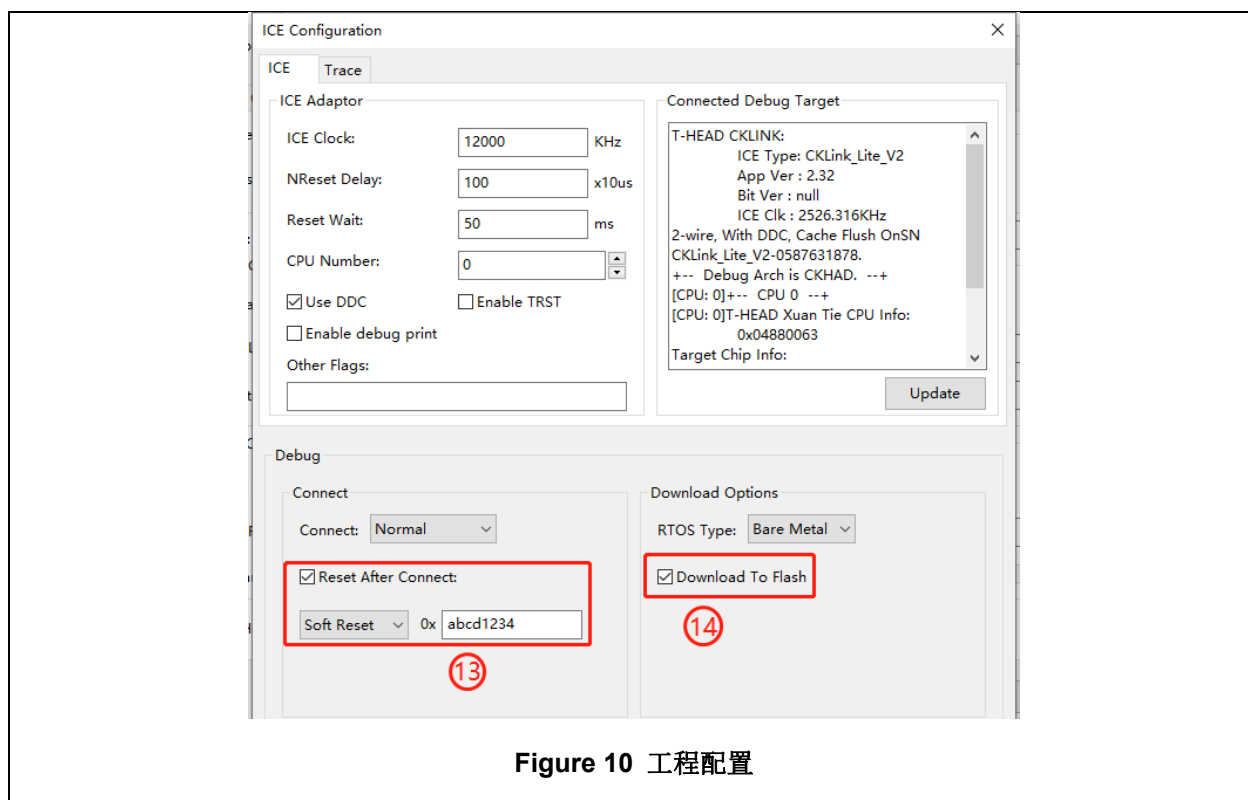 ICE Configuration
ICE
Trace
ICE Adaptor
ICE Clock:
12000
KHz
NReset Delay:
100
x10us
Reset Wait:
50
ms
CPU Number:
0
Use DDC
Enable TRST
Enable debug print
Other Flags:
Connected Debug Target
T-HEAD CKLINK:
ICE Type: CKLink_Lite_V2
App Ver : 2.32
Bit Ver : null
ICE Clk : 2526.316KHz
2-wire, With DDC, Cache Flush OnSN
CKLink_Lite_V2-0587631878.
+-- Debug Arch is CKHAD. --+
[CPU: 0]+-- CPU 0 --+
[CPU: 0]T-HEAD Xuan Tie CPU Info:
0x04880063
Target Chip Info:
Update
Debug
Connect
Connect:
Normal
Reset After Connect:
Soft Reset
0x
abcd1234
13
Download Options
RTOS Type:
Bare Metal
Download To Flash
14
Figure 10 工程配置